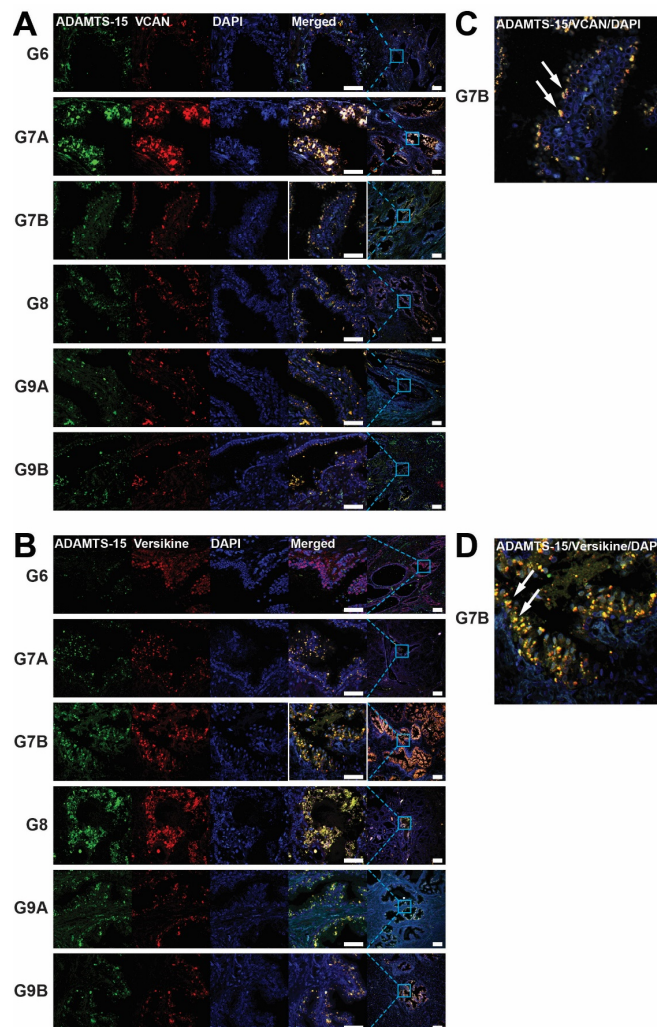 A
ADAMTS-15 VCAN DAPI Merged
G6
G7A
G7B
G8
G9A
G9B
C
ADAMTS-15/VCAN/DAPI
G7B
B
ADAMTS-15 Versikine DAPI Merged
G6
G7A
G7B
G8
G9A
G9B
D
ADAMTS-15/Versikine/DAPI
G7B